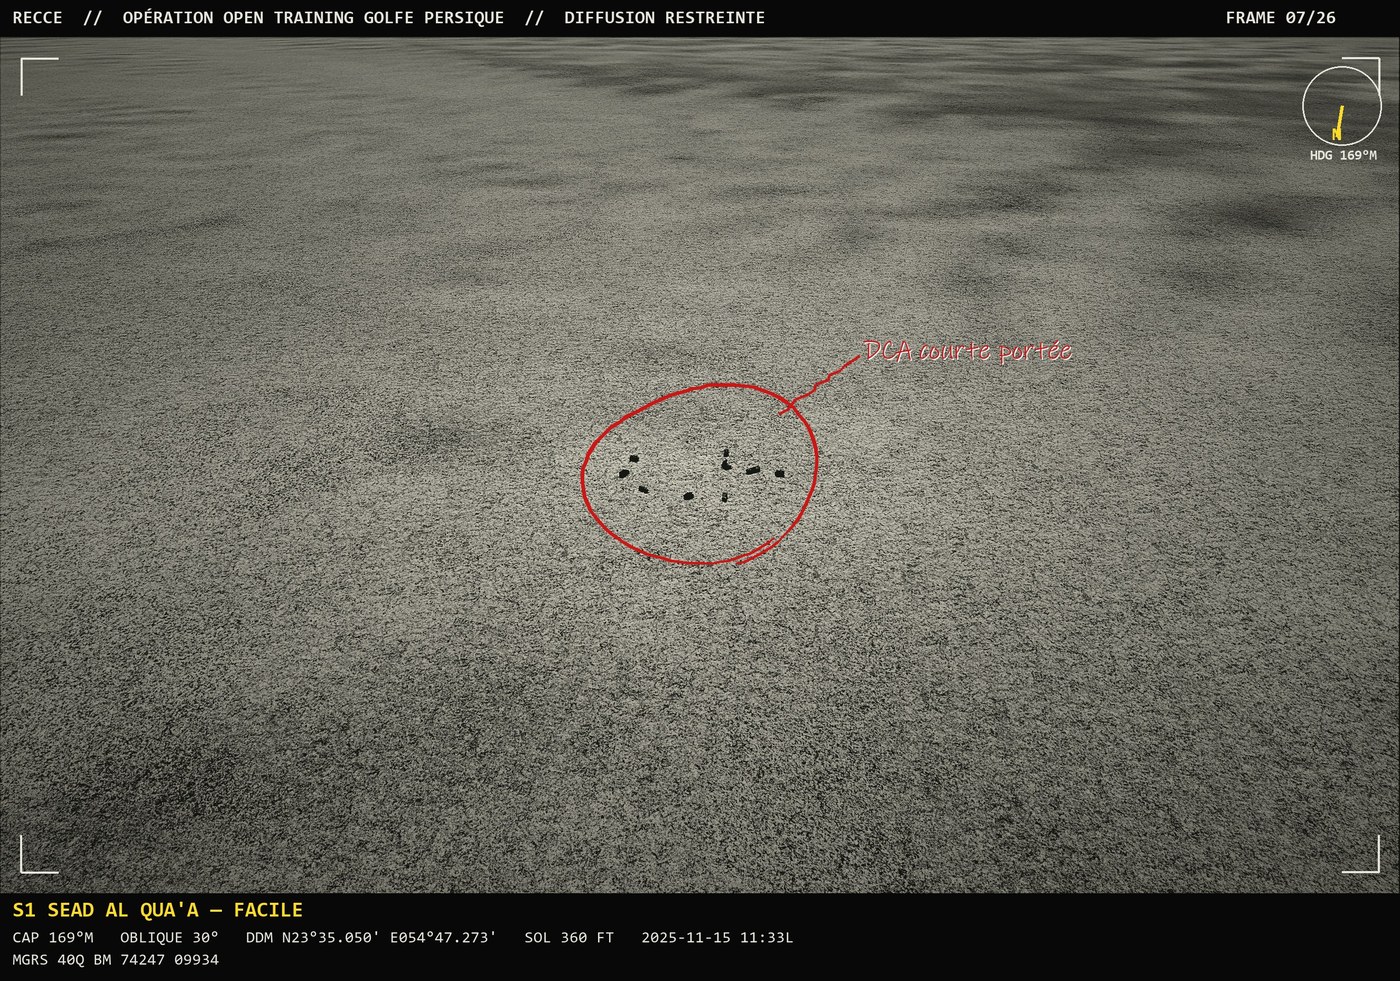 RECCE // OPÉRATION OPEN TRAINING GOLFE PERSIQUE // DIFFUSION RESTREINTE
FRAME 07/26
N
HDG 169°M
DCA courte portée
S1 SEAD AL QUA'A — FACILE
CAP 169°M OBLIQUE 30° DDM N23°35.050' E054°47.273' SOL 360 FT 2025-11-15 11:33L
MGRS 40Q BM 74247 09934